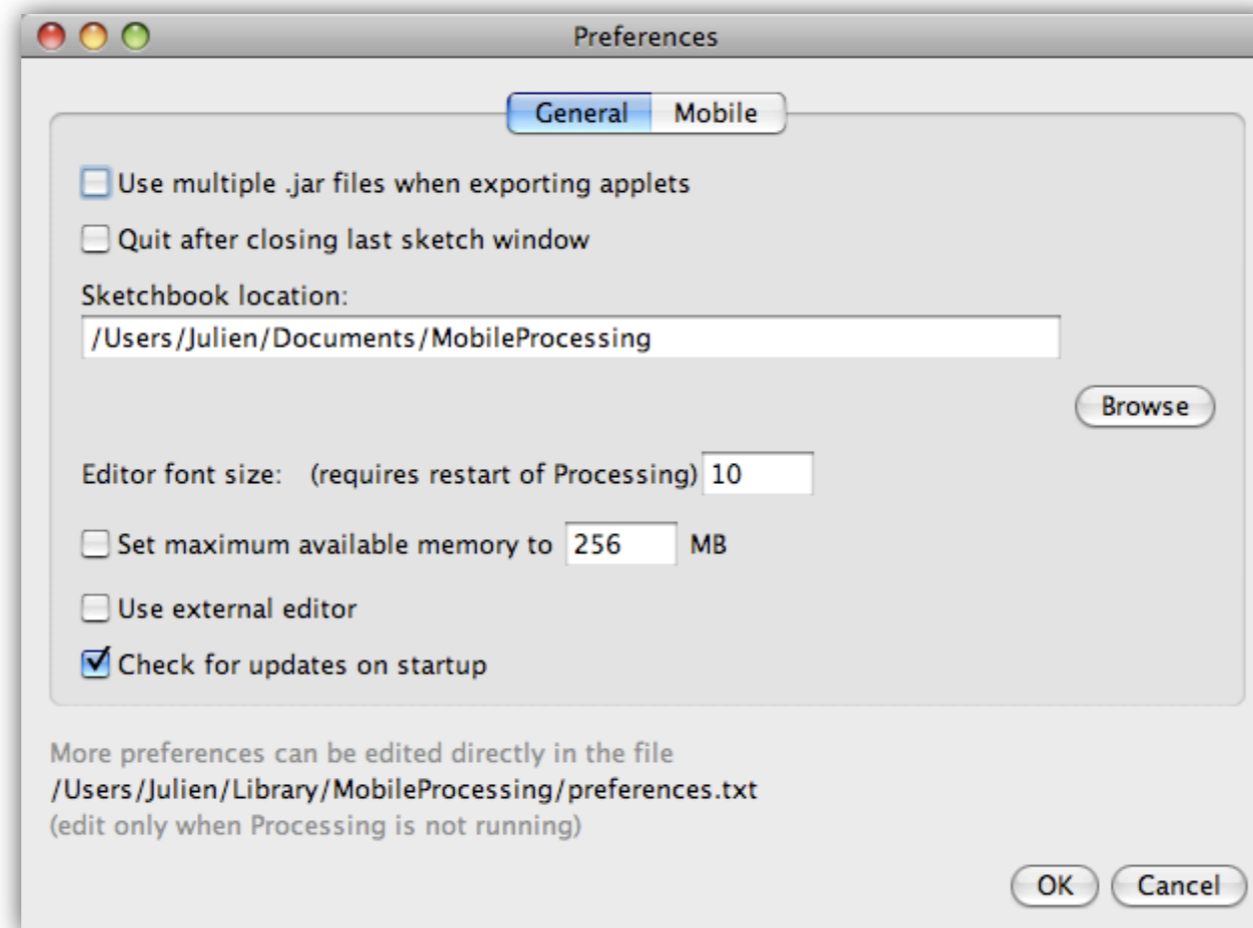 Preferences
General Mobile
Use multiple .jar files when exporting applets
Quit after closing last sketch window
Sketchbook location:
/Users/Julien/Documents/MobileProcessing
Browse
Editor font size: (requires restart of Processing) 10
Set maximum available memory to 256 MB
Use external editor
Check for updates on startup
More preferences can be edited directly in the file
/Users/Julien/Library/MobileProcessing/preferences.txt
(edit only when Processing is not running)
OK Cancel